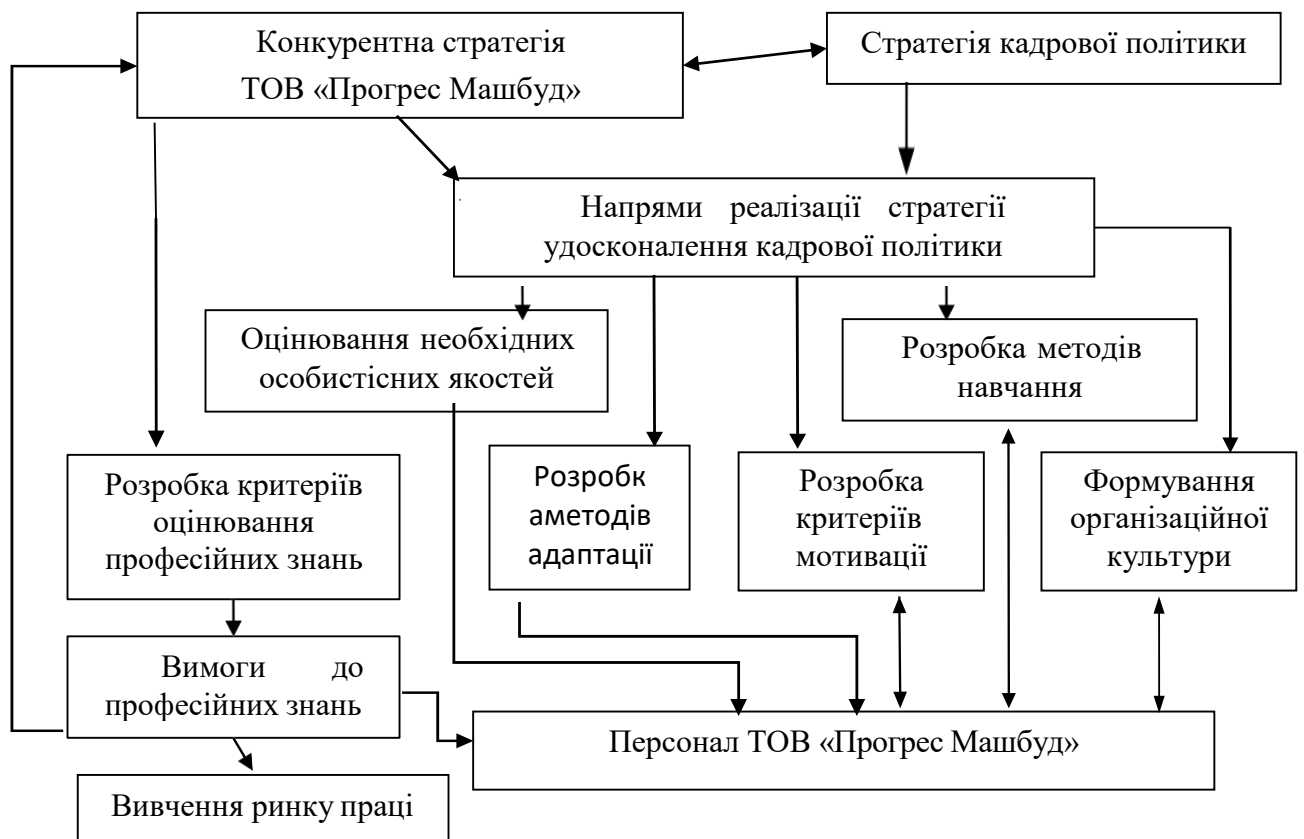 Конкурентна стратегія
ТОВ «Прогрес Машбуд»
Стратегія кадрової політики
Напрями реалізації стратегії
удосконалення кадрової політики
Оцінювання необхідних
особистісних якостей
Розробка методів
навчання
Розробка критеріїв
оцінювання
професійних знань
Розробк
аметодів
адаптації
Розробка
критеріїв
мотивації
Формування
організаційної
культури
Вимоги до
професійних знань
Персонал ТОВ «Прогрес Машбуд»
Вивчення ринку праці